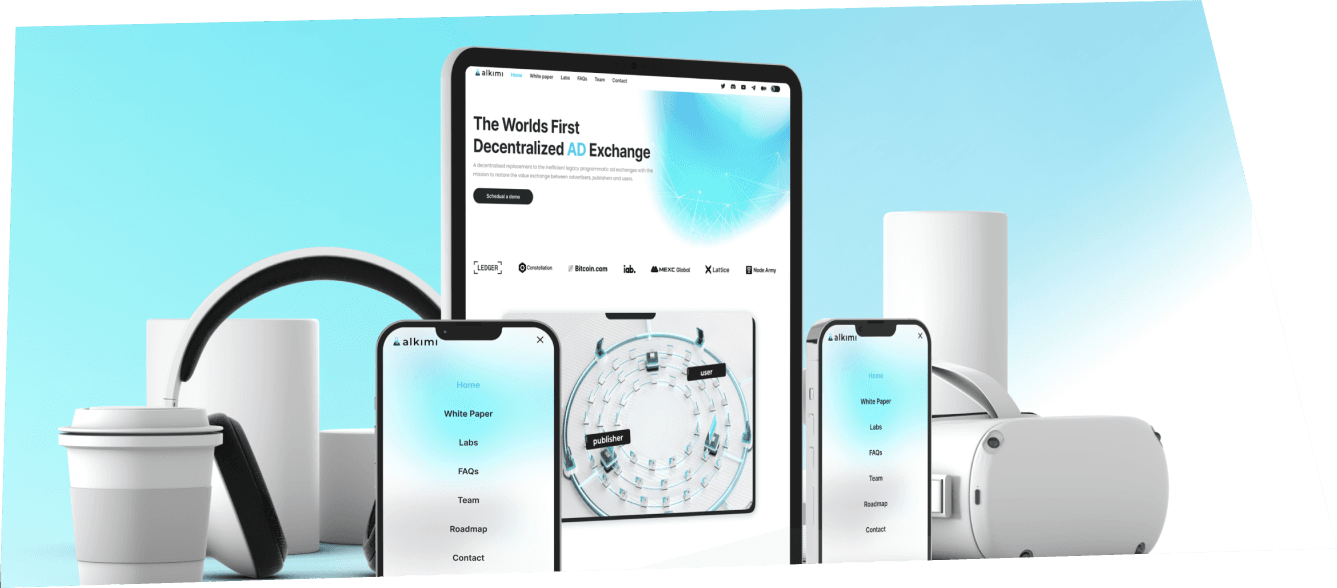 alkimi Home White paper Labs FAQs Team Contact
The Worlds First
Decentralized AD Exchange
A decentralised replacement to the inefficient legacy programmatic ad exchanges with the
mission to restore the value exchange between advertisers, publishers and users.
Schedual a demo
LEDGER Constellation Bitcoin.com iab. MEXC Global Lattice Node Army
user
publisher
alkimi X
Home
White Paper
Labs
FAQs
Team
Roadmap
Contact
alkimi X
Home
White Paper
Labs
FAQs
Team
Roadmap
Contact